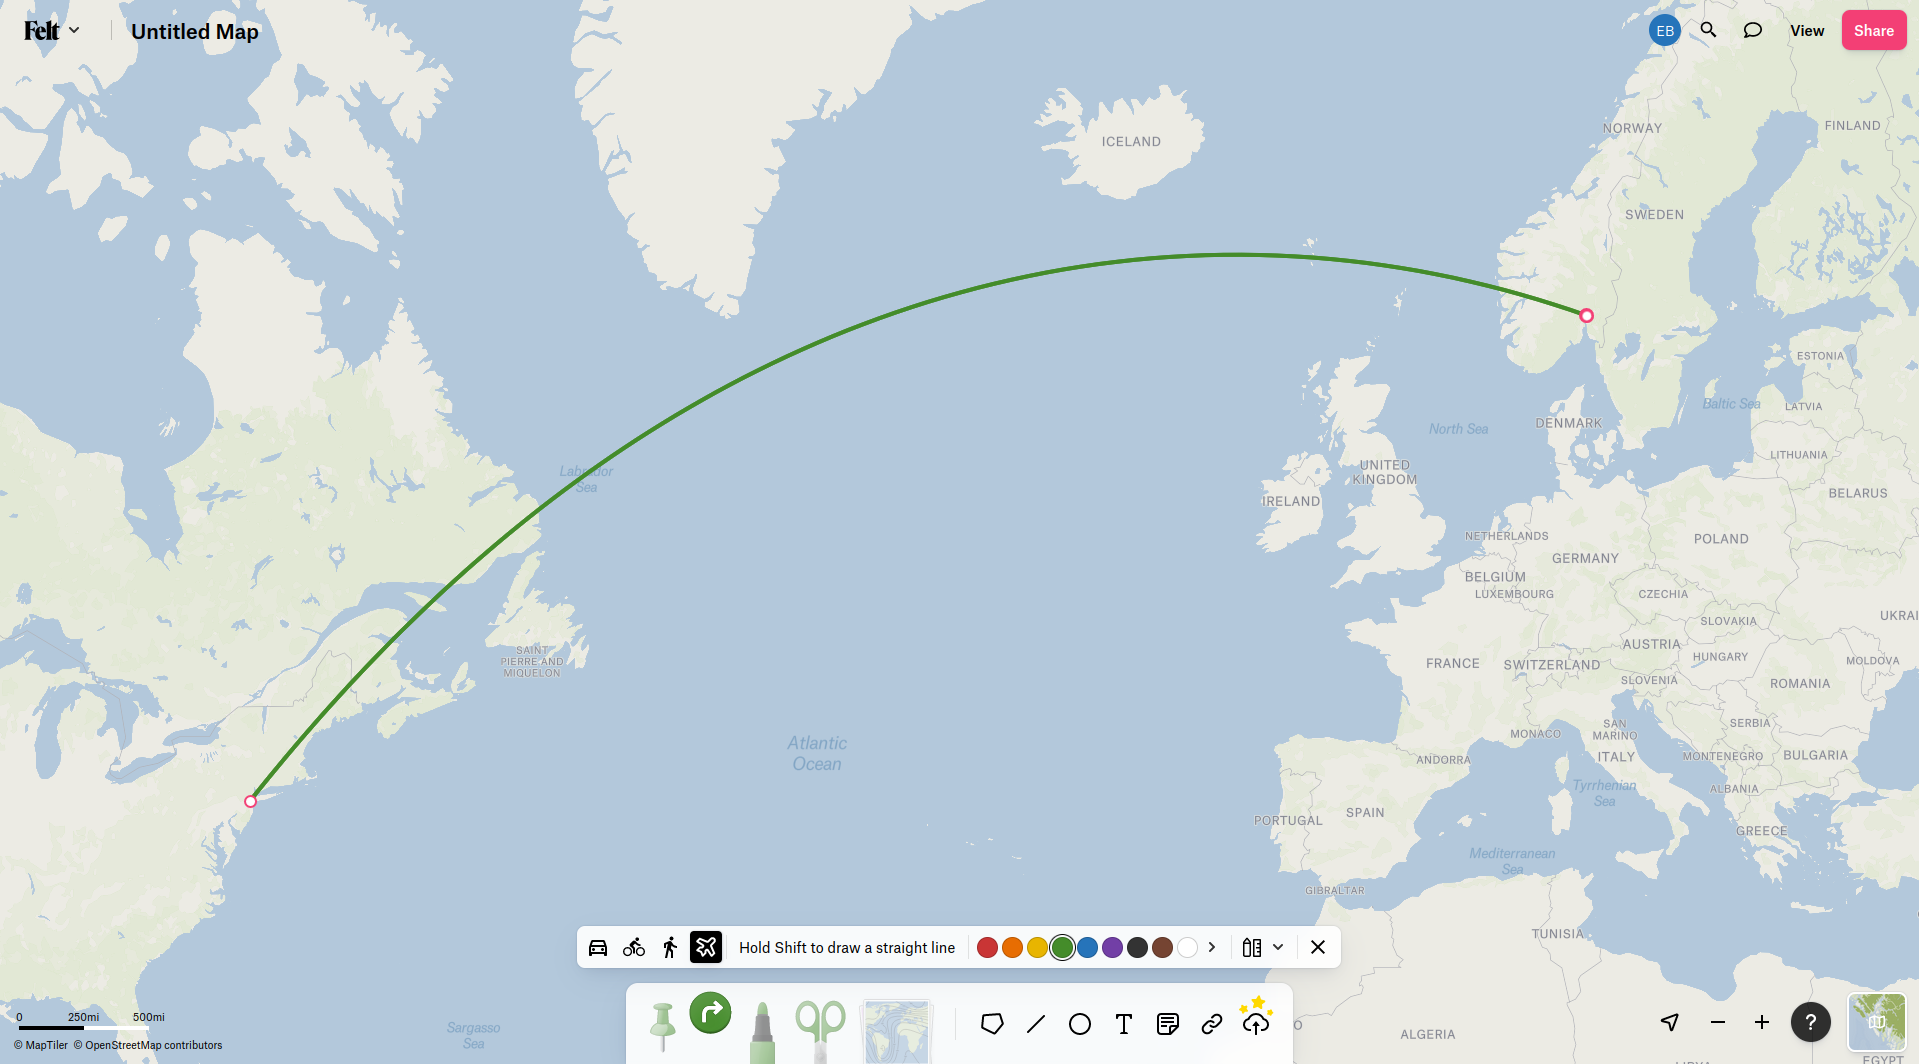 Felt
Untitled Map
EB
View
Share
ICELAND
NORWAY
FINLAND
SWEDEN
ESTONIA
Baltic Sea
LATVIA
DENMARK
North Sea
LITHUANIA
UNITED
KINGDOM
Labrador
Sea
IRELAND
BELARUS
NETHERLANDS
POLAND
GERMANY
BELGIUM
LUXEMBOURG
CZECHIA
UKRAI
SLOVAKIA
AUSTRIA
SAINT
PIERRE AND
MIQUELON
FRANCE
SWITZERLAND
HUNGARY
MOLDOVA
SLOVENIA
ROMANIA
SAN
MARINO
SERBIA
MONACO
Atlantic
Ocean
ANDORRA
ITALY
MONTENEGRO
BULGARIA
Tyrrhenian
Sea
ALBANIA
PORTUGAL
SPAIN
GREECE
Mediterranean
Sea
GIBRALTAR
TUNISIA
Hold Shift to draw a straight line
0 250mi 500mi
Sargasso
Sea
T
O
ALGERIA
?
© MapTiler © OpenStreetMap contributors
LIBYA
EGYPT